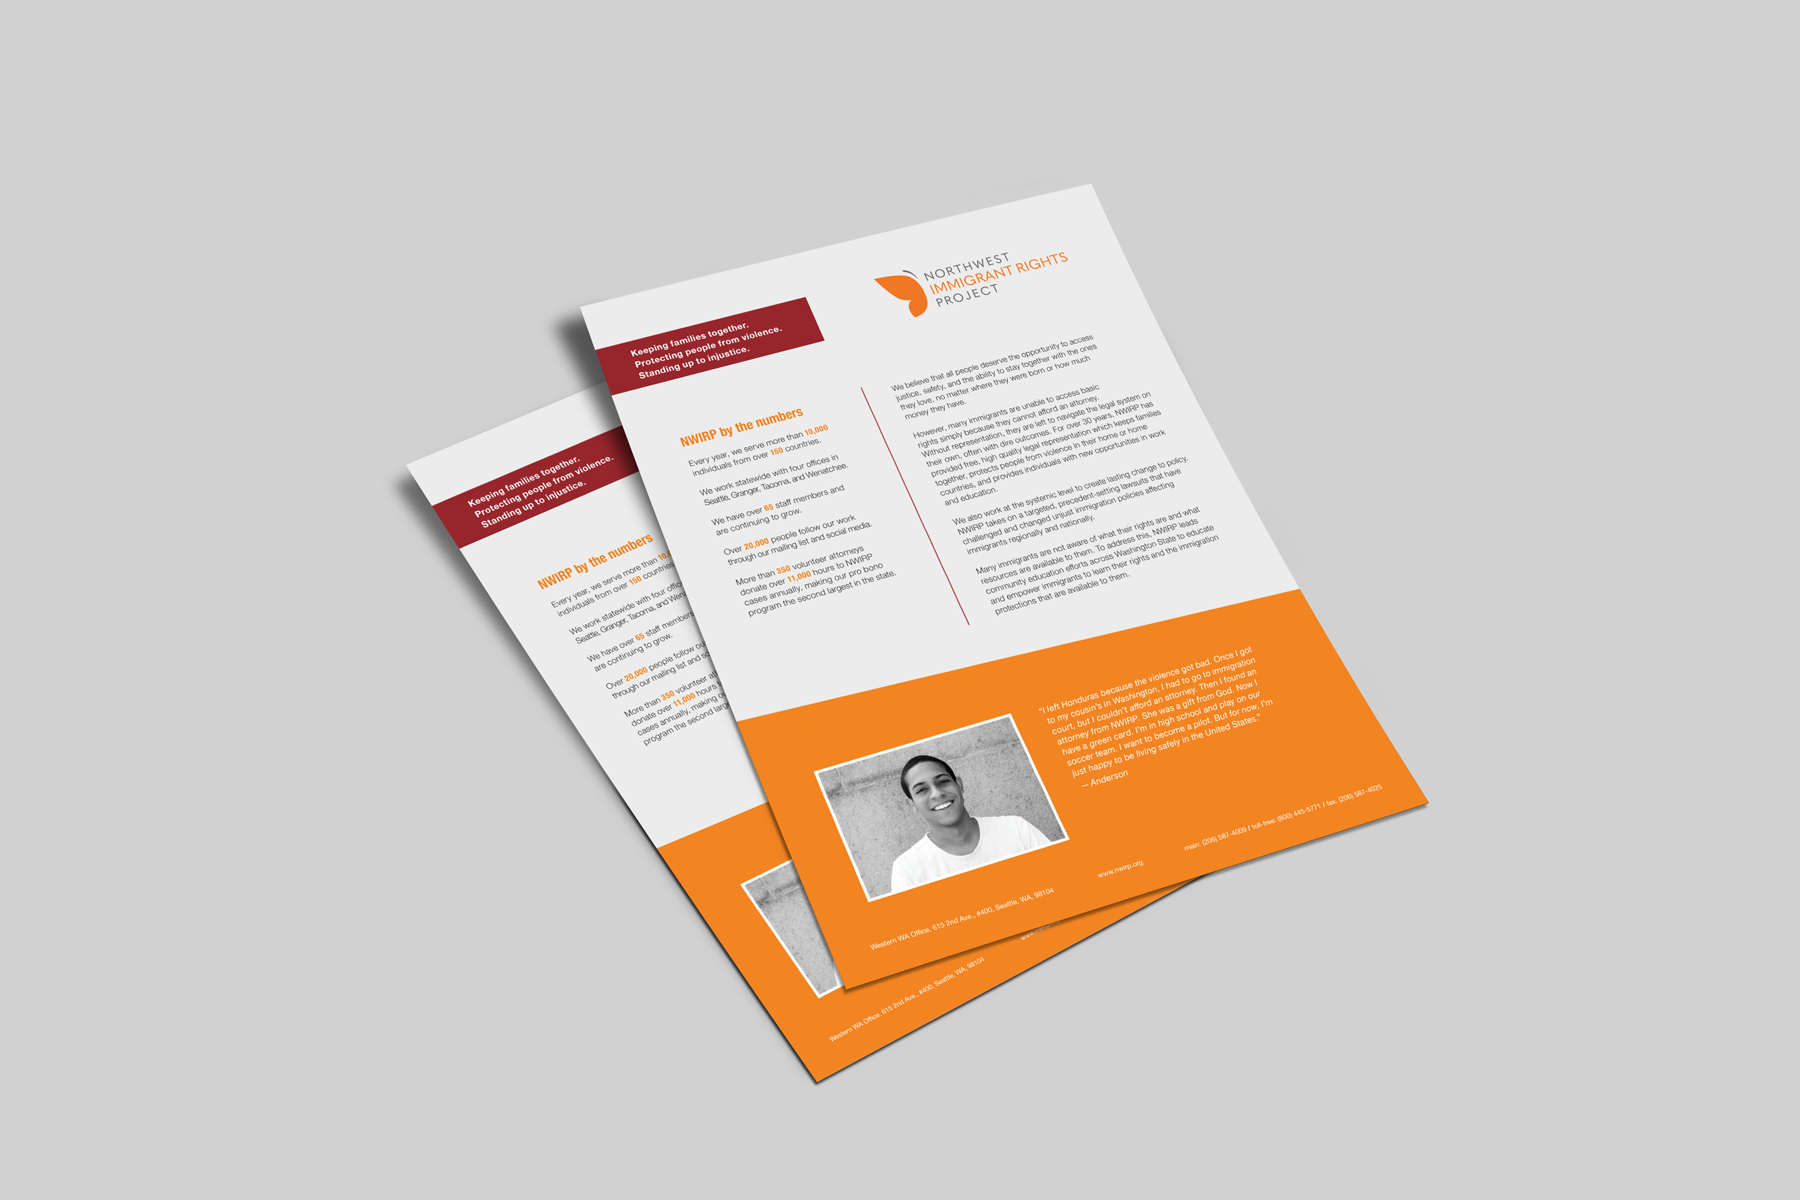 NORTHWEST
IMMIGRANT RIGHTS
PROJECT
Keeping families together.
Protecting people from violence.
Standing up to injustice.
NWIRP by the numbers
Every year, we serve more than 10,000
individuals from over 150 countries.
We work statewide with four offices in
Seattle, Granger, Tacoma, and Wenatchee.
We have over 65 staff members and
are continuing to grow.
Over 20,000 people follow our work
through our mailing list and social media.
More than 350 volunteer attorneys
donate over 11,000 hours to NWIRP
cases annually, making our pro bono
program the second largest in the state.
We believe that all people deserve the opportunity to access
justice, safety, and the ability to stay together with the ones
they love, no matter where they were born or how much
money they have.
However, many immigrants are unable to access basic
rights simply because they cannot afford an attorney.
Without representation, they are left to navigate the legal system on
their own, often with dire outcomes. For over 30 years, NWIRP has
provided free, high quality legal representation which keeps families
together, protects people from violence in their home or home
countries, and provides individuals with new opportunities in work
and education.
We also work at the systemic level to create lasting change to policy.
NWIRP takes on a targeted, precedent-setting lawsuits that have
challenged and changed unjust immigration policies affecting
immigrants regionally and nationally.
Many immigrants are not aware of what their rights are and what
resources are available to them. To address this, NWIRP leads
community education efforts across Washington State to educate
and empower immigrants to learn their rights and the immigration
protections that are available to them.
"I left Honduras because the violence got bad. Once I got
to my cousin's in Washington, I had to go to immigration
court, but I couldn't afford an attorney. Then I found an
attorney from NWIRP. She was a gift from God. Now I
have a green card. I'm in high school and play on our
soccer team. I want to become a pilot. But for now, I'm
just happy to be living safely in the United States."
— Anderson
Western WA Office, 615 2nd Ave., #400, Seattle, WA, 98104
www.nwirp.org
main: (206) 587-4009 / toll-free: (800) 445-5771 / fax: (206) 587-4025
Keeping families together.
Protecting people from violence.
Standing up to injustice.
NWIRP by the numbers
Every year, we serve more than
individuals from over 150 countries
We work statewide with four
Seattle, Granger, Tacoma, and
We have over 65 staff members
are continuing to grow.
Over 20,000 people follow
through our mailing list and
More than 350 volunteer
donate over 11,000 hours
cases annually, making
program the second
Western WA Office, 615 2nd Ave., #400, Seattle, WA, 98104